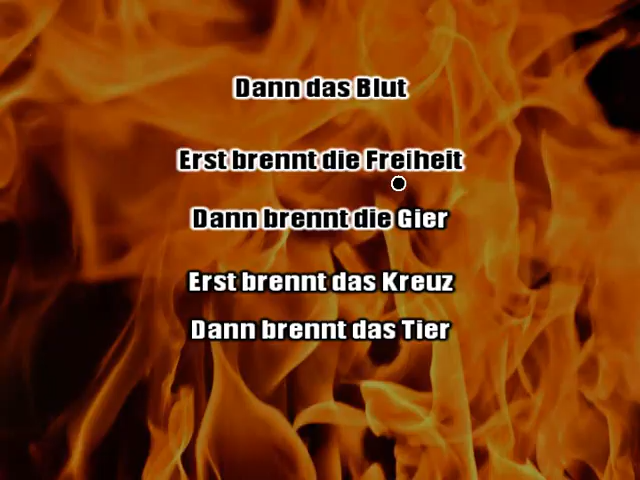 Dann das Blut
Erst brennt die Freiheit
Dann brennt die Gier
Erst brennt das Kreuz
Dann brennt das Tier